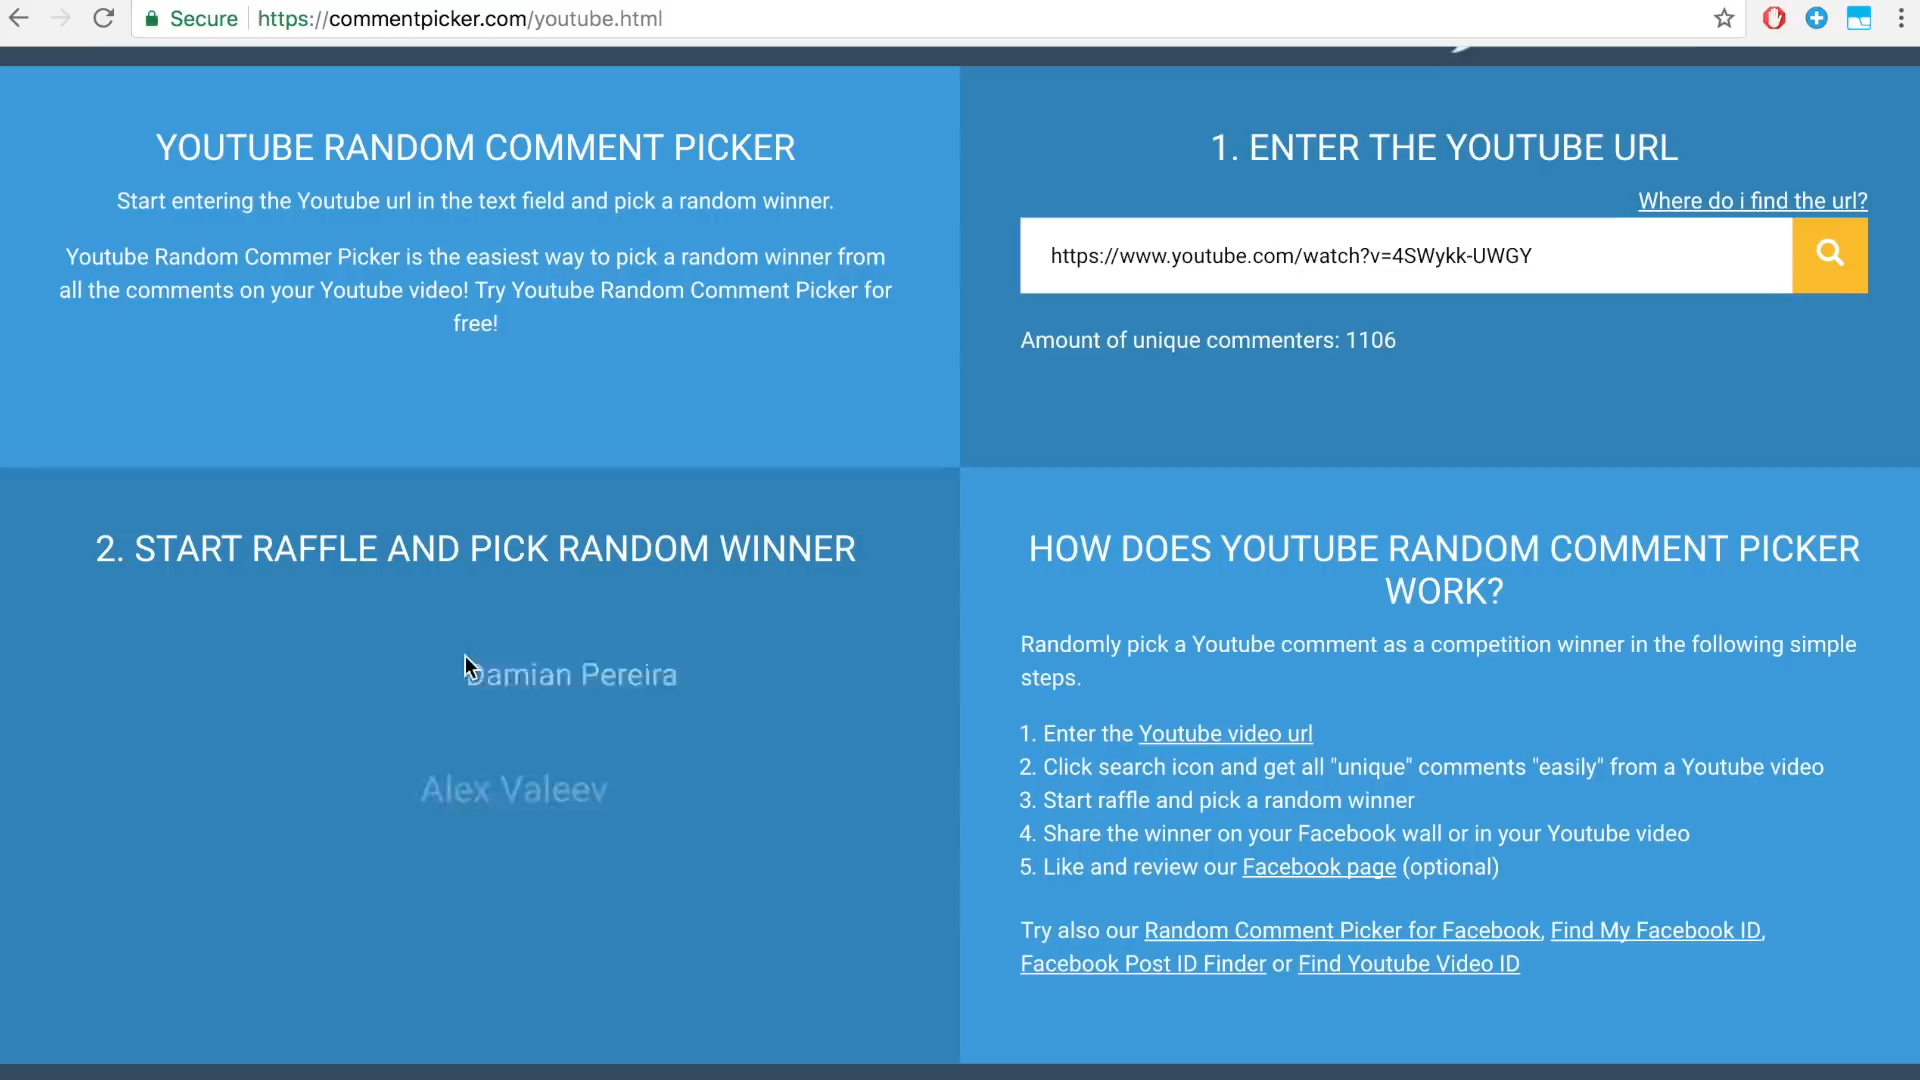 Secure https://commentpicker.com/youtube.html
YOUTUBE RANDOM COMMENT PICKER
Start entering the Youtube url in the text field and pick a random winner.
Youtube Random Commer Picker is the easiest way to pick a random winner from
all the comments on your Youtube video! Try Youtube Random Comment Picker for
free!
1. ENTER THE YOUTUBE URL
Where do i find the url?
https://www.youtube.com/watch?v=4SWykk-UWGY
Amount of unique commenters: 1106
2. START RAFFLE AND PICK RANDOM WINNER
Damian Pereira
Alex Valeev
HOW DOES YOUTUBE RANDOM COMMENT PICKER
WORK?
Randomly pick a Youtube comment as a competition winner in the following simple
steps.
1. Enter the Youtube video url
2. Click search icon and get all "unique" comments "easily" from a Youtube video
3. Start raffle and pick a random winner
4. Share the winner on your Facebook wall or in your Youtube video
5. Like and review our Facebook page (optional)
Try also our Random Comment Picker for Facebook, Find My Facebook ID,
Facebook Post ID Finder or Find Youtube Video ID